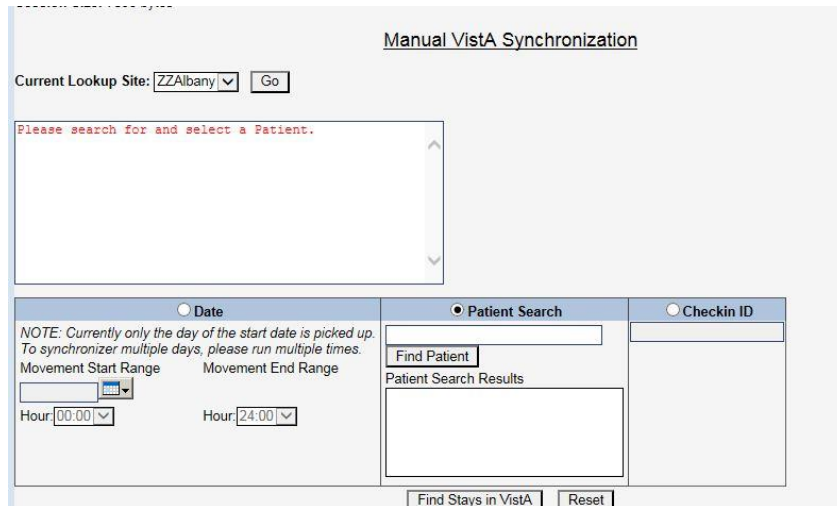 Manual VistA Synchronization
Current Lookup Site: ZZAlbany Go
Please search for and select a Patient.
Date
Patient Search
Checkin ID
NOTE: Currently only the day of the start date is picked up.
To synchronizer multiple days, please run multiple times.
Movement Start Range Movement End Range
Hour: 00:00 Hour: 24:00
Find Patient
Patient Search Results
Find Stays in VistA Reset